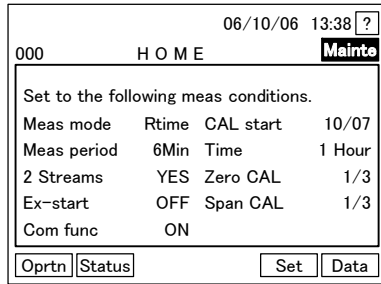 06/10/06 13:38 ?
000 HOME Mainte
Set to the following meas conditions.
Meas mode Rtime CAL start 10/07
Meas period 6Min Time 1 Hour
2 Streams YES Zero CAL 1/3
Ex-start OFF Span CAL 1/3
Com func ON
Oprtn Status Set Data